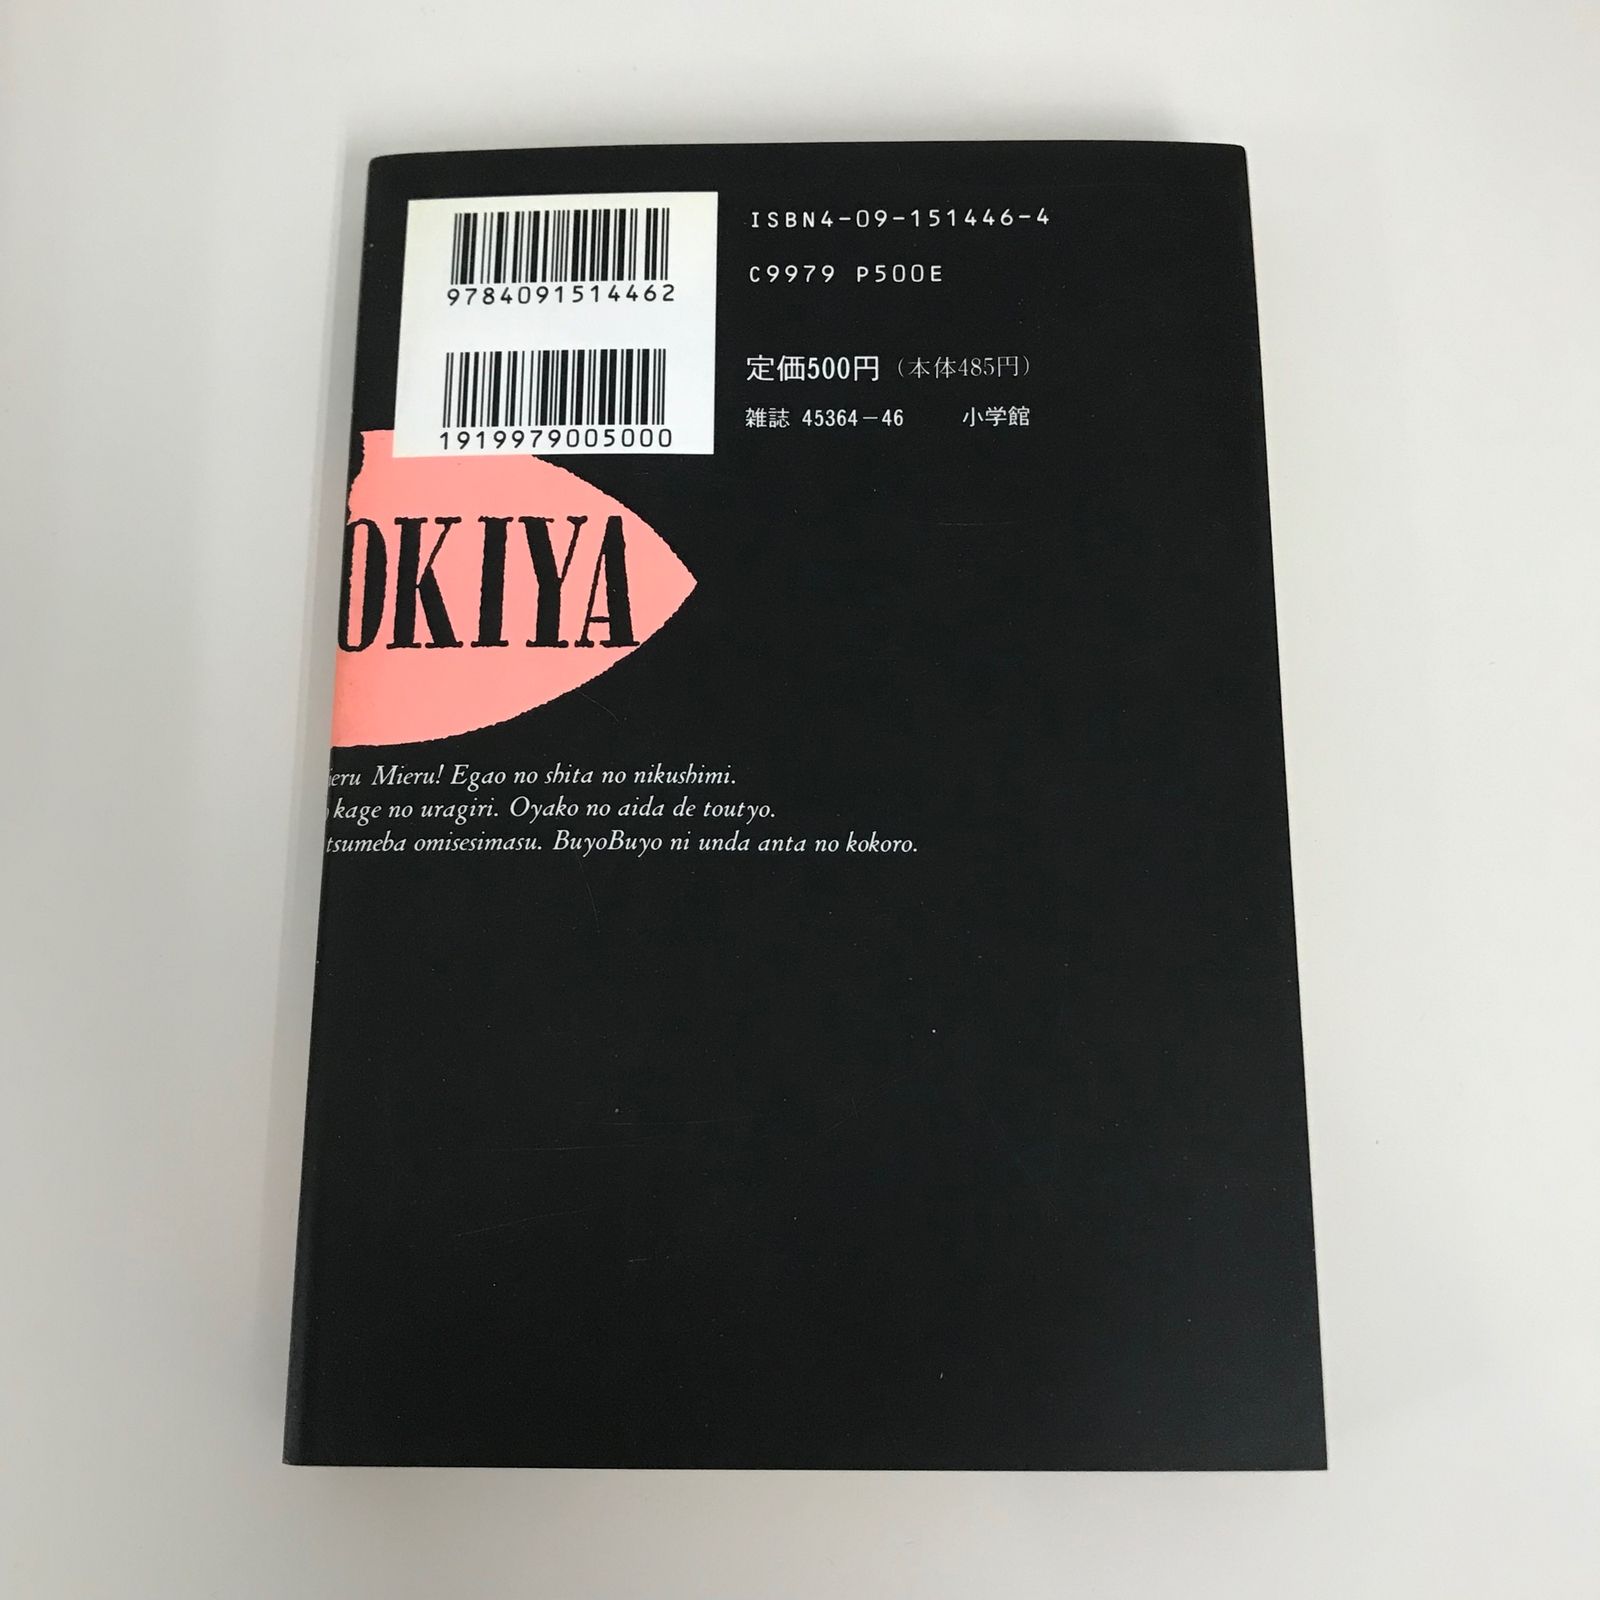 9784091514462
1919979005000
ISBN4-09-151446-4
C9979 P500E
定価500円（本体485円）
雑誌 45364-46 小学館
OKIYA
ieru Mieru! Egao no shita no nikushimi.
kage no uragiri. Oyako no aida de toutyo.
tsumeba omisesimasu. BuyoBuyo ni unda anta no kokoro.